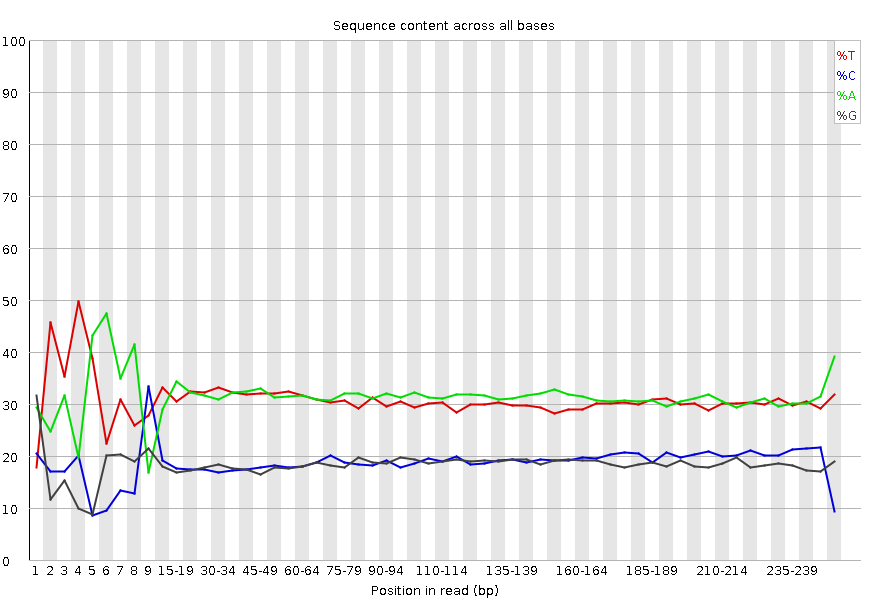 Sequence content across all bases
100
90
80
70
60
50
40
30
20
10
0
%T
%C
%A
%G
1 2 3 4 5 6 7 8 9 15-19 30-34 45-49 60-64 75-79 90-94 110-114 135-139 160-164 185-189 210-214 235-239
Position in read (bp)